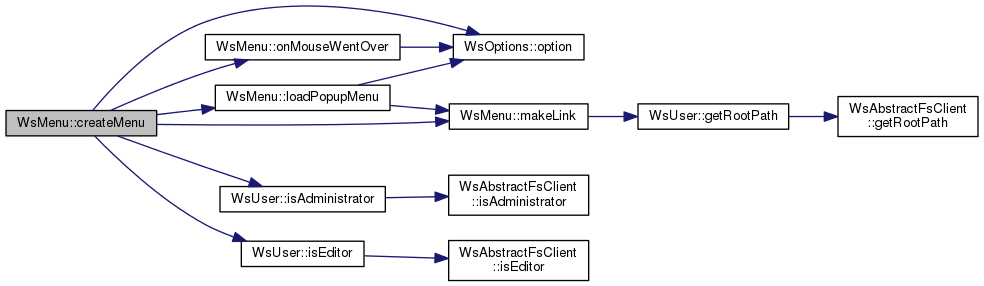 WsMenu::createMenu
WsMenu::onMouseWentOver
WsOptions::option
WsMenu::loadPopupMenu
WsMenu::makeLink
WsUser::getRootPath
WsAbstractFsClient
::getRootPath
WsUser::isAdministrator
WsAbstractFsClient
::isAdministrator
WsUser::isEditor
WsAbstractFsClient
::isEditor